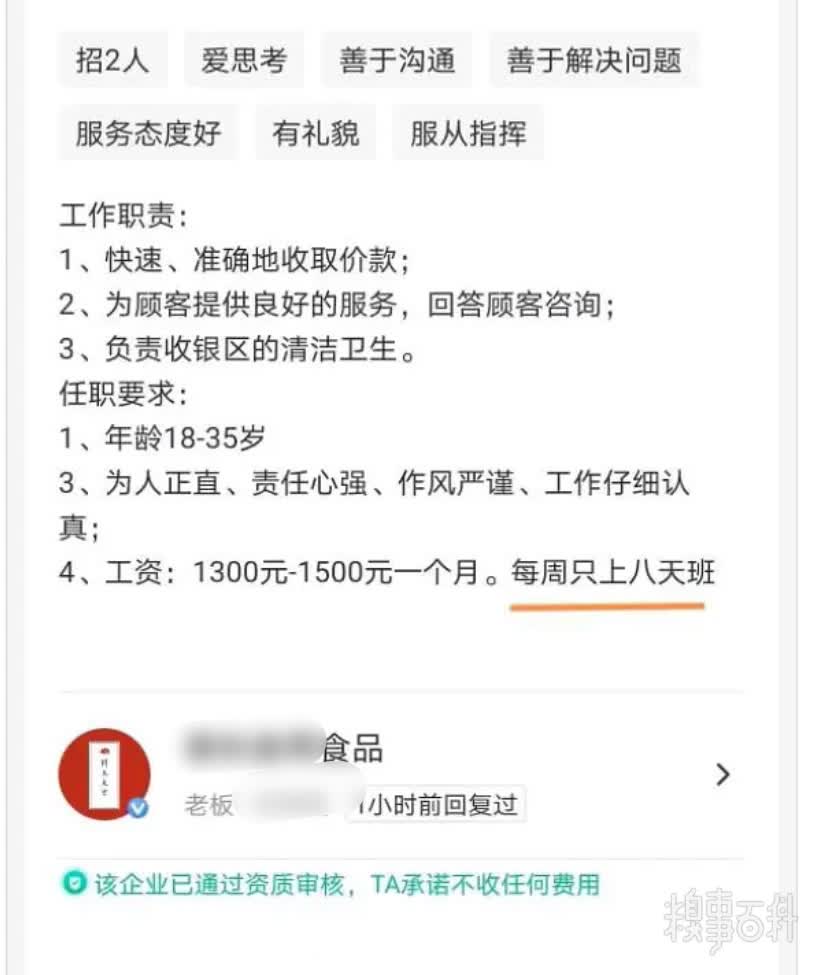 招2人 爱思考 善于沟通 善于解决问题
服务态度好 有礼貌 服从指挥
工作职责：
1、快速、准确地收取价款；
2、为顾客提供良好的服务，回答顾客咨询；
3、负责收银区的清洁卫生。
任职要求：
1、年龄18-35岁
3、为人正直、责任心强、作风严谨、工作仔细认
真；
4、工资：1300元-1500元一个月。每周只上八天班
食品
老板
1小时前回复过
该企业已通过资质审核，TA承诺不收任何费用
糗事百科